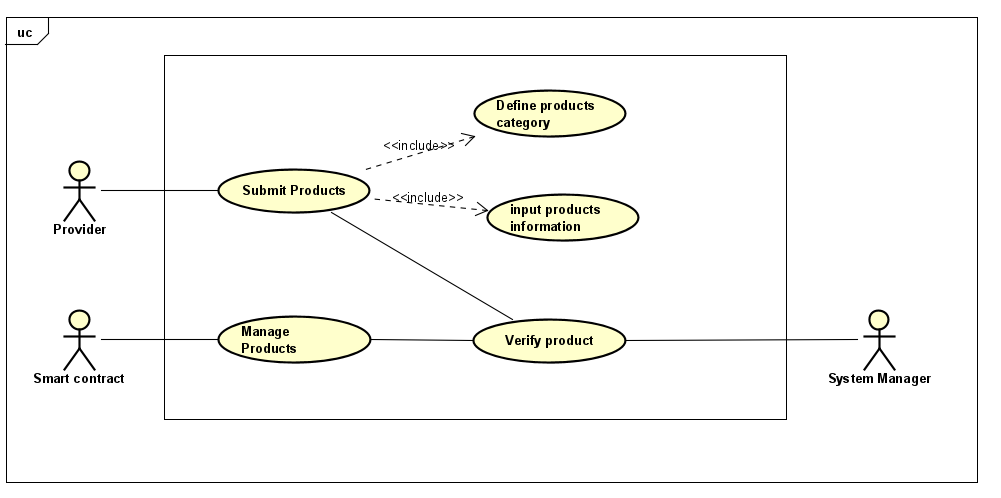 uc
Define products
category
<<include>>
Submit Products
<<include>>
input products
information
Provider
Manage
Products
Verify product
Smart contract
System Manager